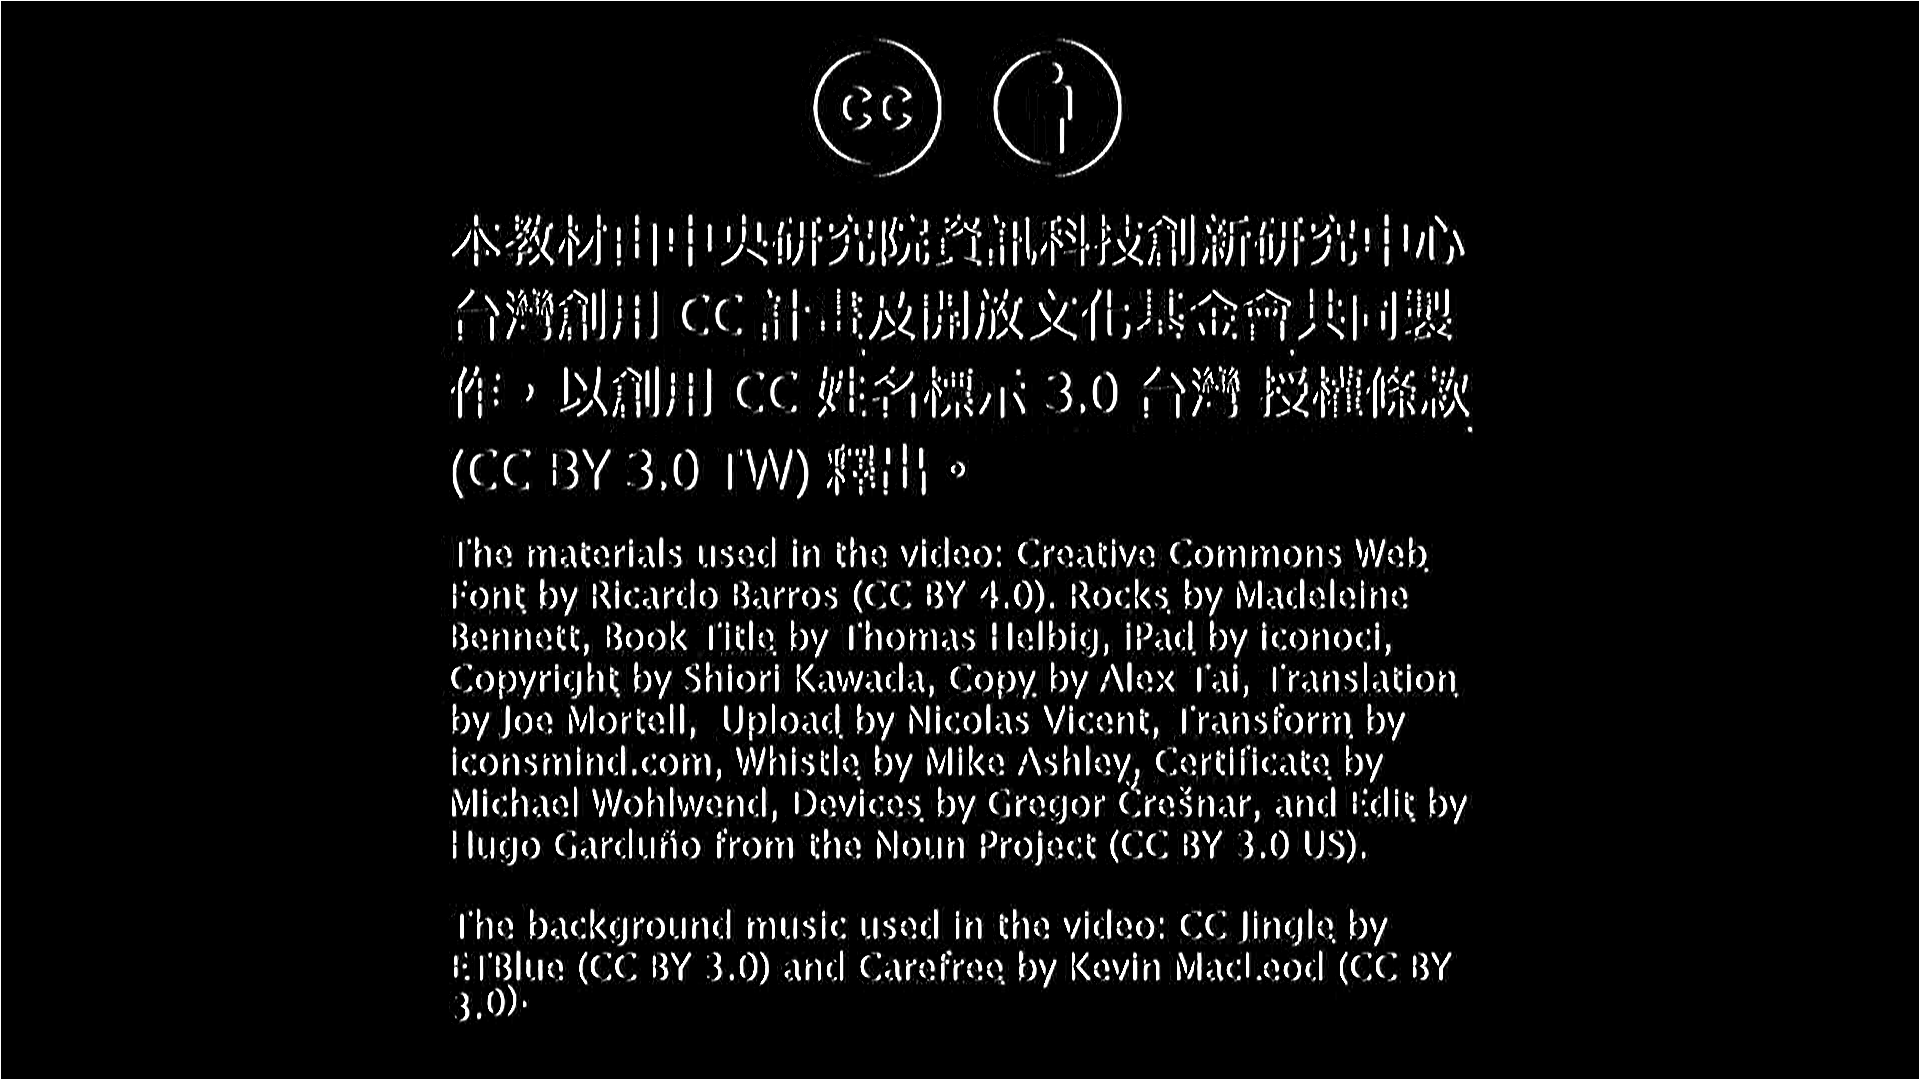 cc
本教材由中央研究院資訊科技創新研究中心
台灣創用 CC 計畫及開放文化基金會共同製
作，以創用 CC 姓名標示 3.0 台灣 授權條款
(CC BY 3.0 TW) 釋出。
The materials used in the video: Creative Commons Web
Font by Ricardo Barros (CC BY 4.0). Rocks by Madeleine
Bennett, Book Title by Thomas Helbig, iPad by iconoci,
Copyright by Shiori Kawada, Copy by Alex Tai, Translation
by Joe Mortell,  Upload by Nicolas Vicent, Transform by
iconsmind.com, Whistle by Mike Ashley, Certificate by
Michael Wohlwend, Devices by Gregor Črešnar, and Edit by
Hugo Garduño from the Noun Project (CC BY 3.0 US).
The background music used in the video: CC Jingle by
ETBlue (CC BY 3.0) and Carefree by Kevin MacLeod (CC BY
3.0).